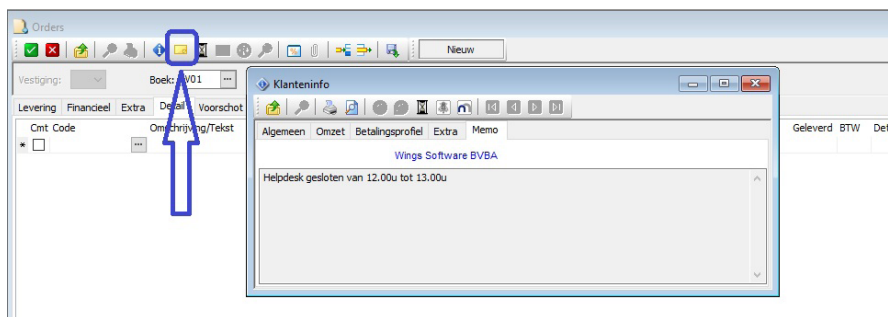 Orders
Nieuw
Vestiging:
Boek: V01
Klanteninfo
Levering Financieel Extra Detail Voorschot
Algemeen Omzet Betalingsprofiel Extra Memo
Cmt Code Omschrijving/Tekst
Geleverd BTW Det
Wings Software BVBA
Helpdesk gesloten van 12.00u tot 13.00u